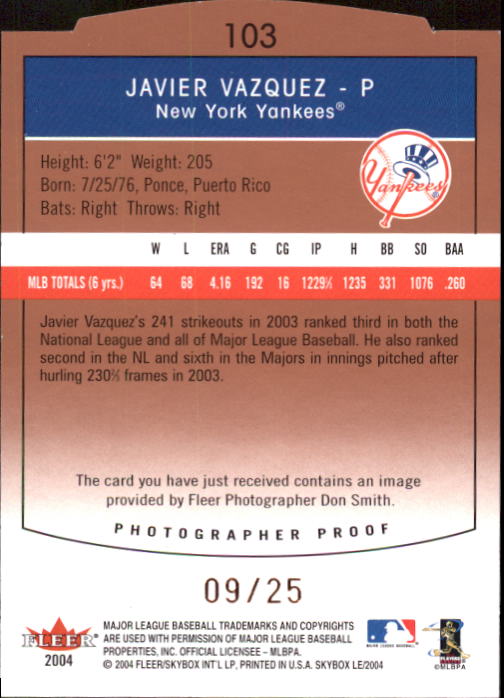 103
JAVIER VAZQUEZ - P
New York Yankees®
Height: 6'2" Weight: 205
Born: 7/25/76, Ponce, Puerto Rico
Bats: Right Throws: Right
Yankees
W L ERA G CG IP H BB SO BAA
MLB TOTALS (6 yrs.) 64 68 4.16 192 16 1229⅓ 1235 331 1076 .260
Javier Vazquez's 241 strikeouts in 2003 ranked third in both the
National League and all of Major League Baseball. He also ranked
second in the NL and sixth in the Majors in innings pitched after
hurling 230⅔ frames in 2003.
The card you have just received contains an image
provided by Fleer Photographer Don Smith.
PHOTOGRAPHER PROOF
09/25
FLEER®
2004
MAJOR LEAGUE BASEBALL TRADEMARKS AND COPYRIGHTS
ARE USED WITH PERMISSION OF MAJOR LEAGUE BASEBALL
PROPERTIES, INC. OFFICIAL LICENSEE - MLBPA.
© 2004 FLEER/SKYBOX INT'L LP, PRINTED IN U.S.A. SKYBOX LE/2004
MAJOR LEAGUE BASEBALL
PLAYERS
©MLBPA